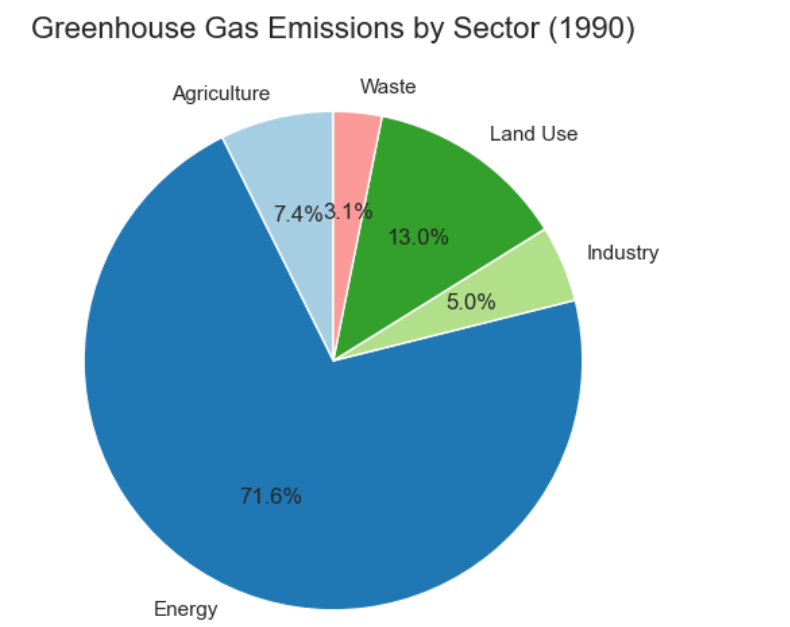 Greenhouse Gas Emissions by Sector (1990)
Waste
Agriculture
Land Use
7.4%
3.1%
13.0%
Industry
5.0%
71.6%
Energy